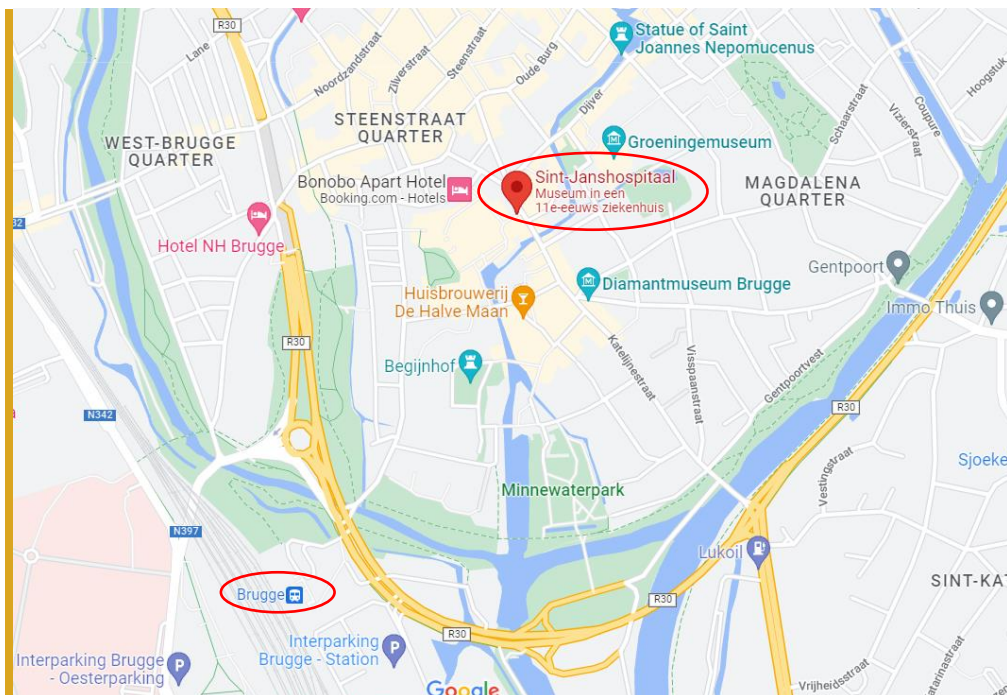 R30
Lane
Noordzandstraat
Zilverstraat
Steenstraat
Oude Burg
Statue of Saint
Joannes Nepomucenus
Dijver
Hoogstuk
Coupure
Vizierstraat
Schaarstraat
STEENSTRAAT
QUARTER
WEST-BRUGGE
QUARTER
Groeningemuseum
Bonobo Apart Hotel
Booking.com - Hotels
Sint-Janshospitaal
Museum in een
11e-eeuws ziekenhuis
MAGDALENA
QUARTER
32
Hotel NH Brugge
Gentpoort
Diamantmuseum Brugge
Immo Thuis
Huisbrouwerij
De Halve Maan
R30
Katelijnestraat
Visspaanstraat
Gentpoortvest
Begijnhof
R30
N342
Vestingstraat
Sjoeke
Minnewaterpark
N397
Lukoil
SINT-KAT
Brugge
R30
R30
Interparking
Brugge - Station
Interparking Brugge
- Oesterparking
Google
Vrijheidsstraat
arinastraat